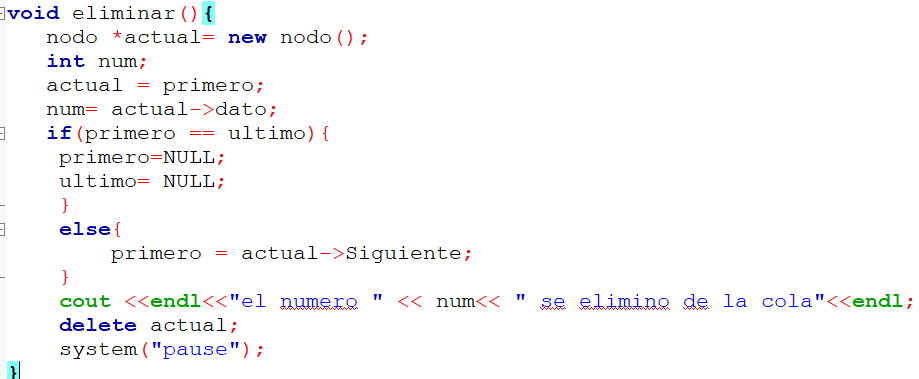 void eliminar(){
nodo *actual= new nodo();
int num;
actual = primero;
num= actual->dato;
if(primero == ultimo){
primero=NULL;
ultimo= NULL;
}
else{
primero = actual->Siguiente;
}
cout <<endl<<"el numero " << num<< " se elimino de la cola"<<endl;
delete actual;
system("pause");
}